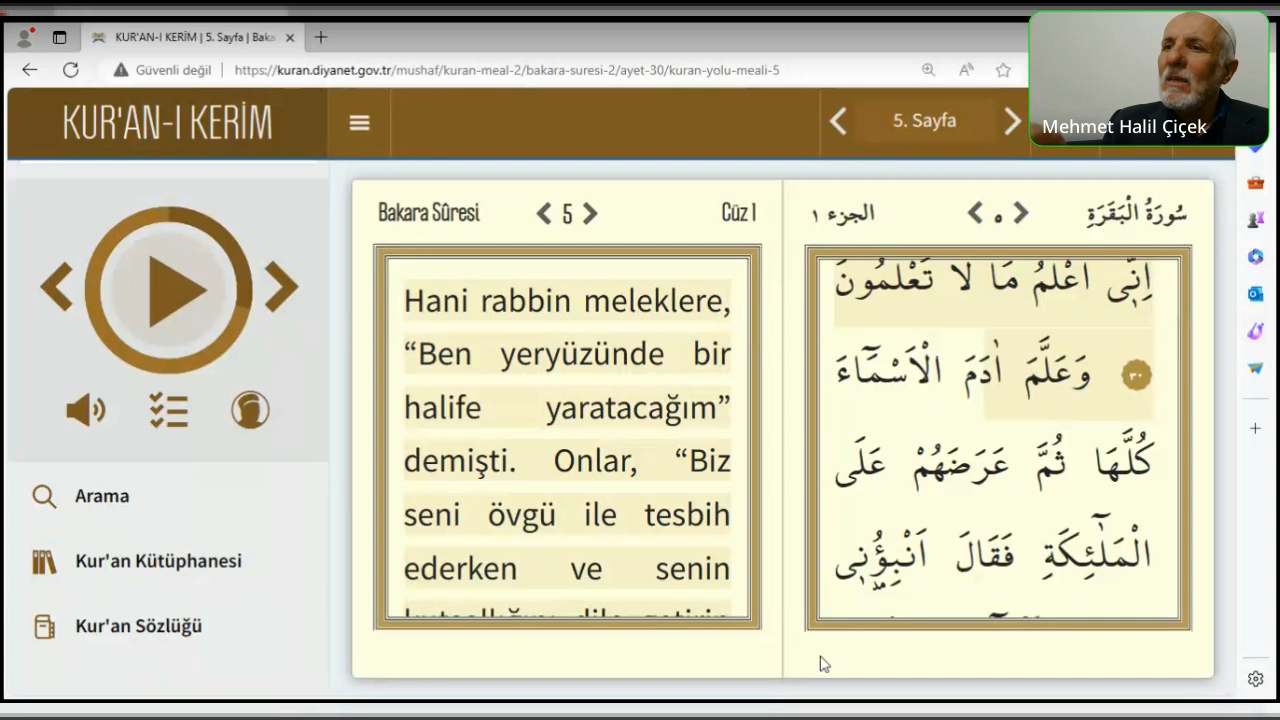 KUR'AN-I KERİM | 5. Sayfa | Baka
Güvenli değil
https://kuran.diyanet.gov.tr/mushaf/kuran-meal-2/bakara-suresi-2/ayet-30/kuran-yolu-meali-5
KUR'AN-I KERİM
5. Sayfa
Mehmet Halil Çiçek
Bakara Sûresi
5
Cüz 1
Hani rabbin meleklere,
“Ben yeryüzünde bir
halife yaratacağım”
demişti. Onlar, “Biz
seni övgü ile tesbih
ederken ve senin
الجزء ١
٥
سُورَةُ الْبَقَرَةِ
اِنّ۪ٓى اَعْلَمُ مَا لَا تَعْلَمُونَ
٣٠ وَعَلَّمَ اٰدَمَ الْاَسْمَٓاءَ
كُلَّهَا ثُمَّ عَرَضَهُمْ عَلَى
الْمَلٰٓئِكَةِ فَقَالَ اَنْبِؤُ۫ن۪ى
Arama
Kur'an Kütüphanesi
Kur'an Sözlüğü